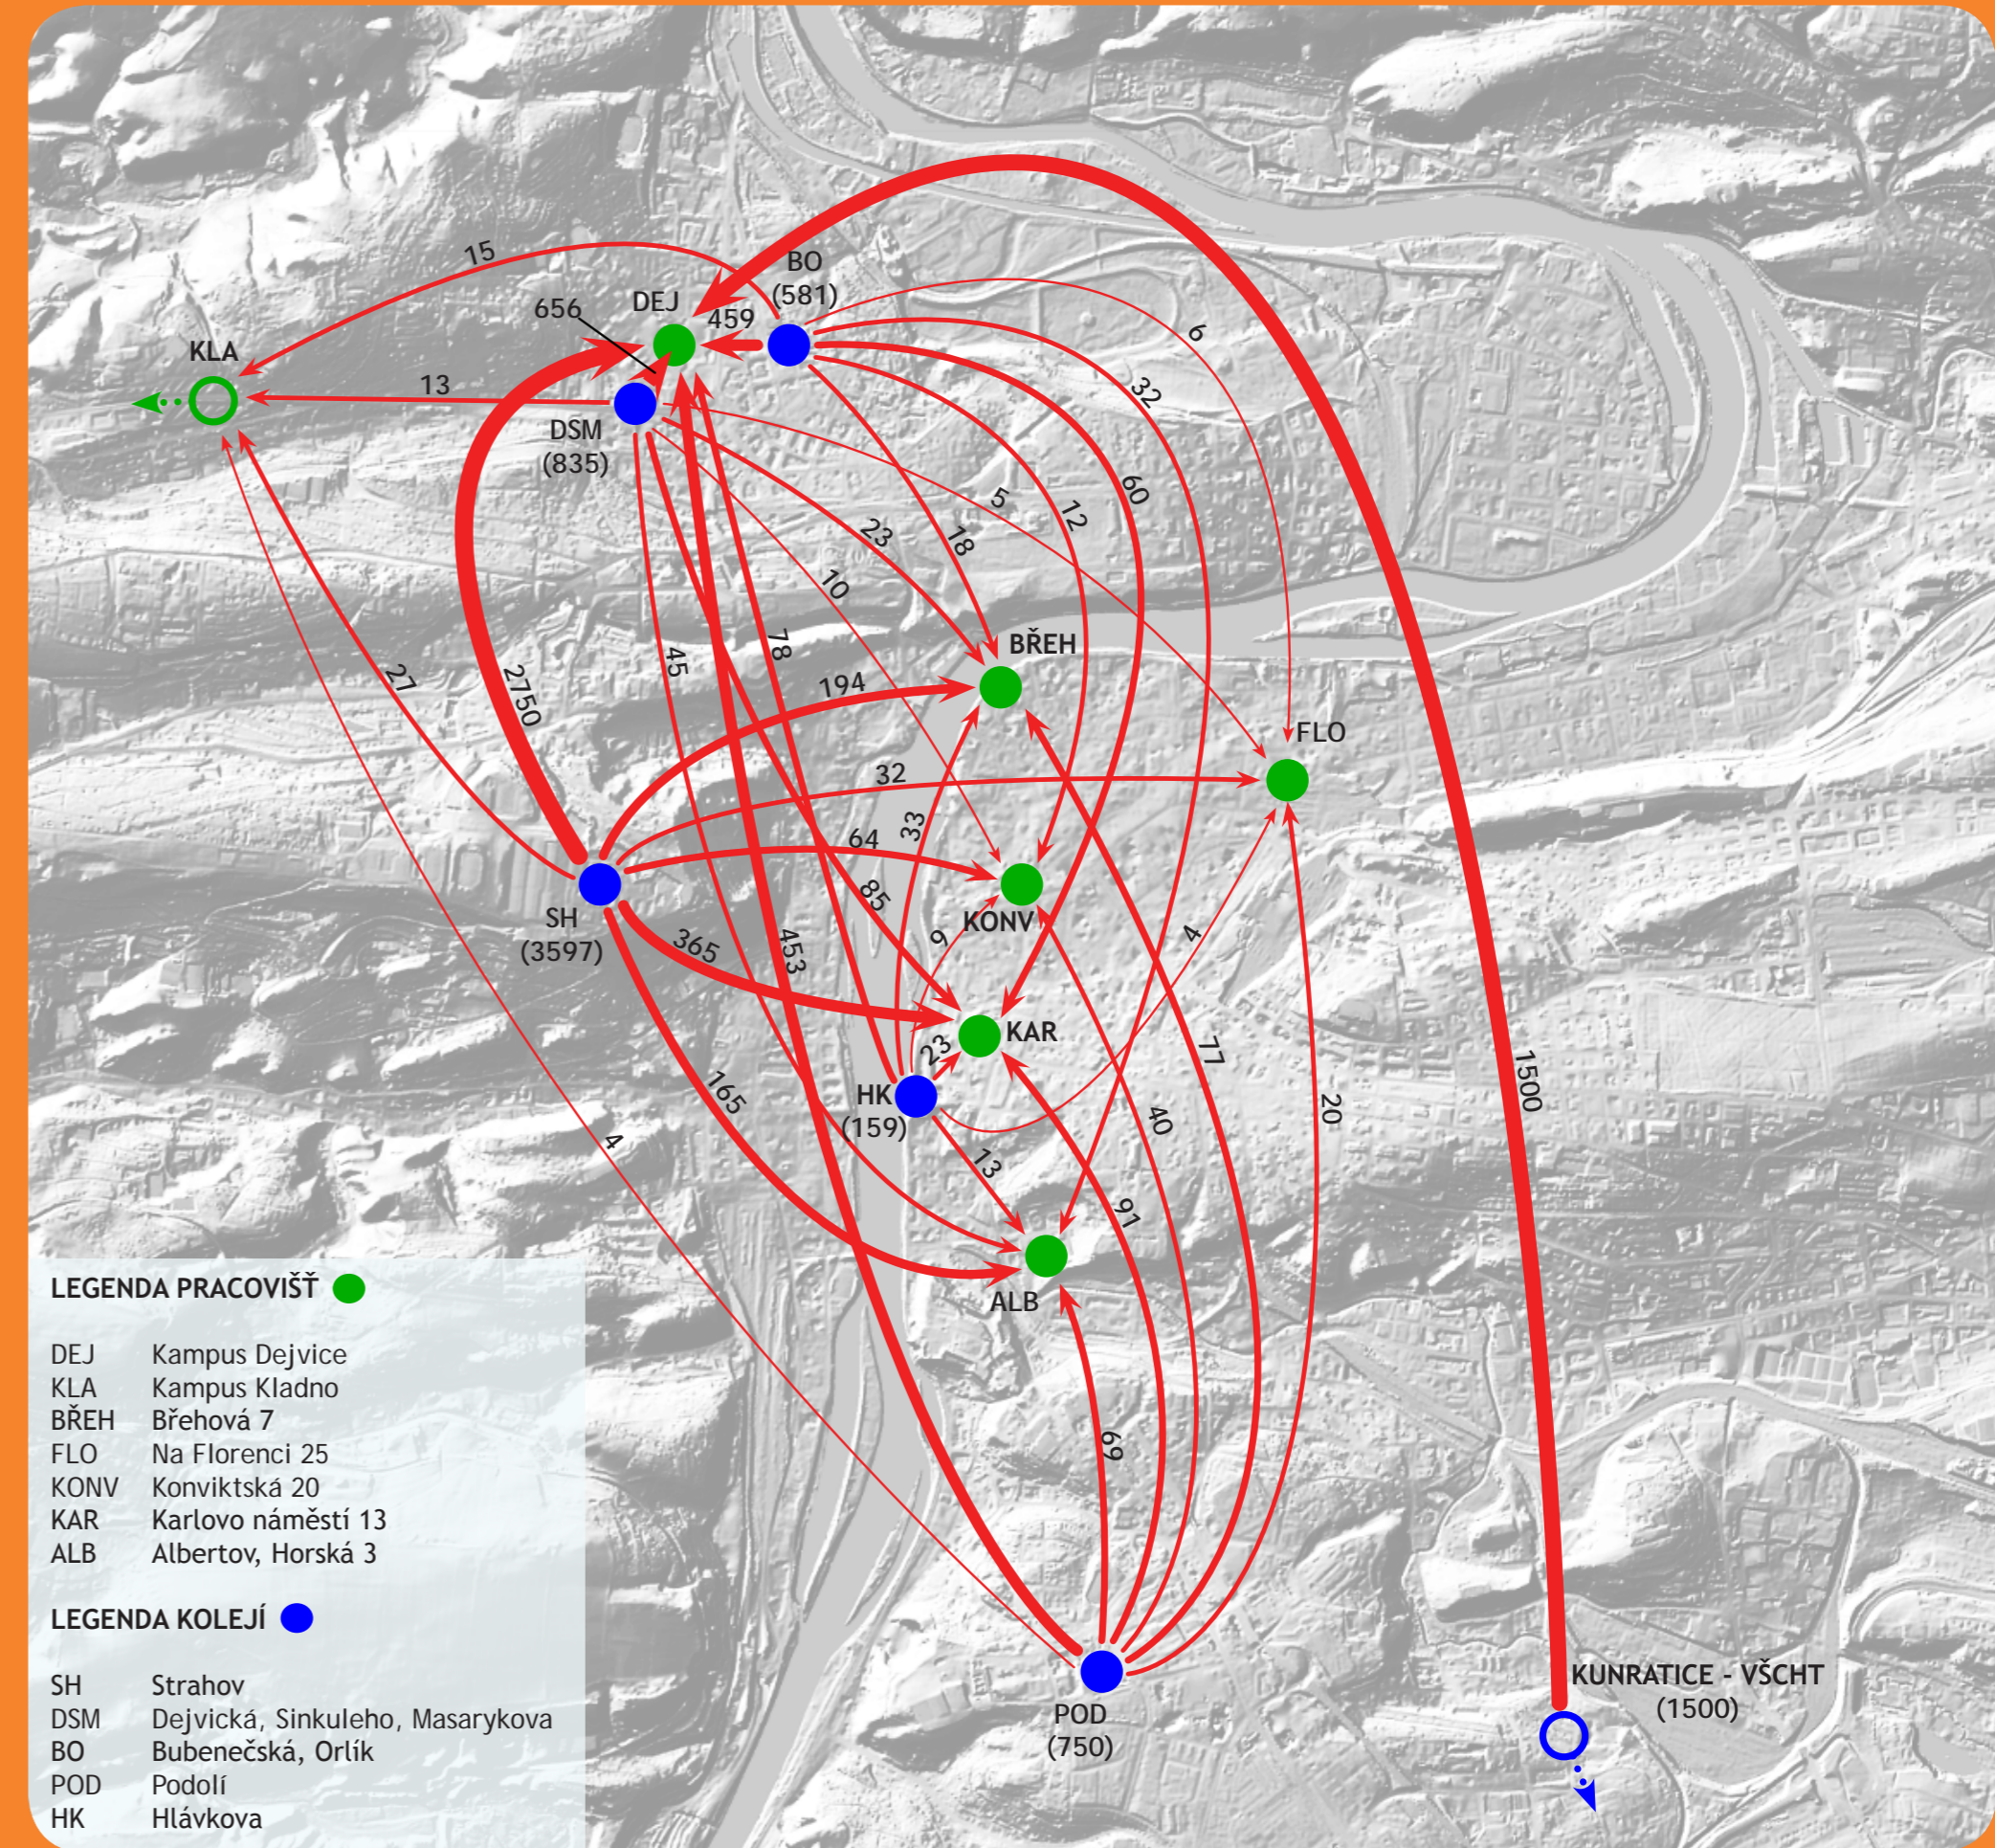 15
BO
(581)
DEJ
656
459
6
KLA
32
13
DSM
(835)
60
5
12
23
18
10
78
BŘEH
45
27
2750
194
FLO
32
33
64
85
KONV
SH
(3597)
365
453
9
4
KAR
23
77
1500
165
HK
(159)
40
20
4
13
91
ALB
69
KUNRATICE - VŠCHT
(1500)
POD
(750)
LEGENDA PRACOVIŠŤ
DEJ Kampus Dejvice
KLA Kampus Kladno
BŘEH Břehová 7
FLO Na Florenci 25
KONV Konviktská 20
KAR Karlovo náměstí 13
ALB Albertov, Horská 3
LEGENDA KOLEJÍ
SH Strahov
DSM Dejvická, Sinkuleho, Masarykova
BO Bubenečská, Orlík
POD Podolí
HK Hlávkova